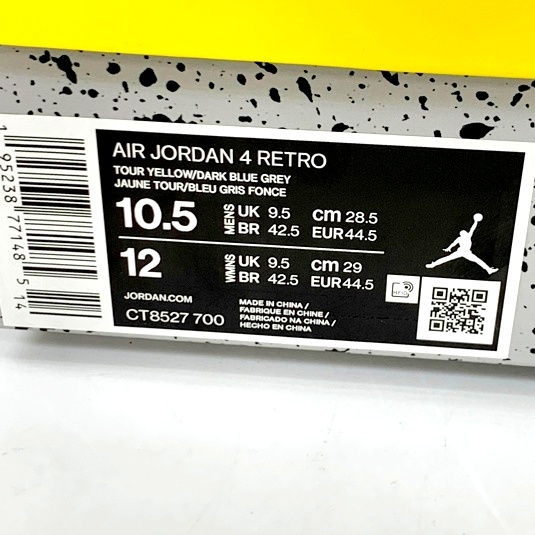 AIR JORDAN 4 RETRO
TOUR YELLOW/DARK BLUE GREY
JAUNE TOUR/BLEU GRIS FONCE
10.5 MENS UK 9.5 cm 28.5
BR 42.5 EUR 44.5
12 WMNS UK 9.5 cm 29
BR 42.5 EUR 44.5
JORDAN.COM
CT8527 700
MADE IN CHINA /
FABRIQUE EN CHINE /
FABRICADO NA CHINA /
HECHO EN CHINA
1 95238 77148 5 14